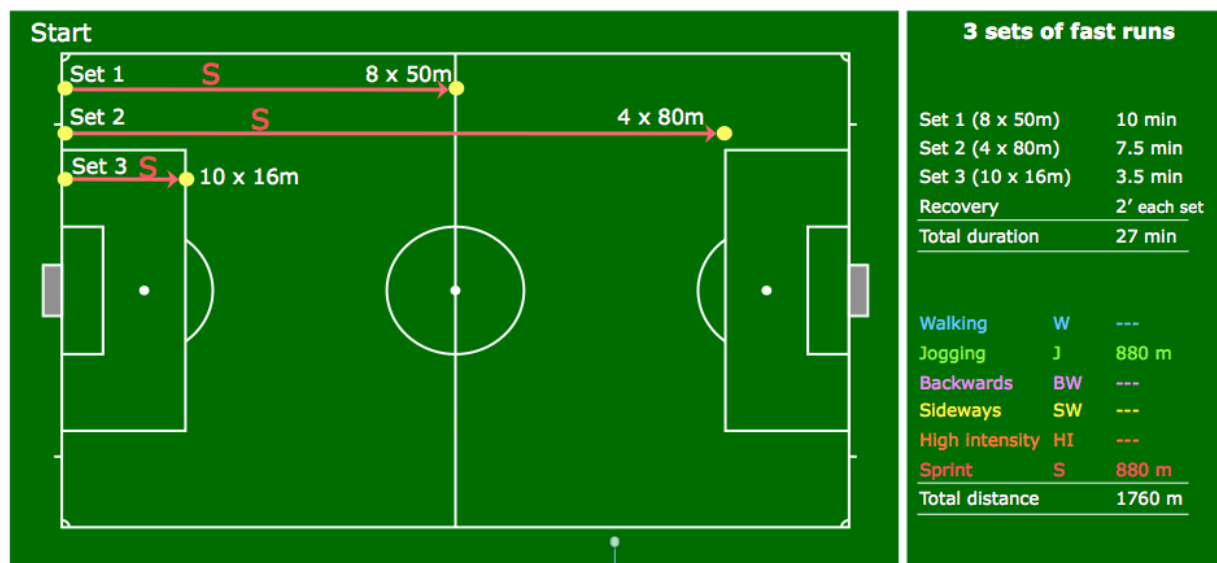 Start
Set 1 S 8 x 50m
Set 2 S 4 x 80m
Set 3 S 10 x 16m
3 sets of fast runs
Set 1 (8 x 50m) 10 min
Set 2 (4 x 80m) 7.5 min
Set 3 (10 x 16m) 3.5 min
Recovery 2’ each set
Total duration 27 min
Walking W ---
Jogging J 880 m
Backwards BW ---
Sideways SW ---
High intensity HI ---
Sprint S 880 m
Total distance 1760 m